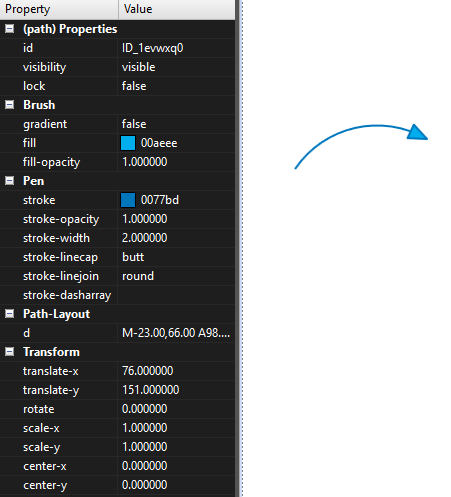 Property Value
(path) Properties
id ID_1evwxq0
visibility visible
lock false
Brush
gradient false
fill 00aeee
fill-opacity 1.000000
Pen
stroke 0077bd
stroke-opacity 1.000000
stroke-width 2.000000
stroke-linecap butt
stroke-linejoin round
stroke-dasharray
Path-Layout
d M-23.00,66.00 A98....
Transform
translate-x 76.000000
translate-y 151.000000
rotate 0.000000
scale-x 1.000000
scale-y 1.000000
center-x 0.000000
center-y 0.000000